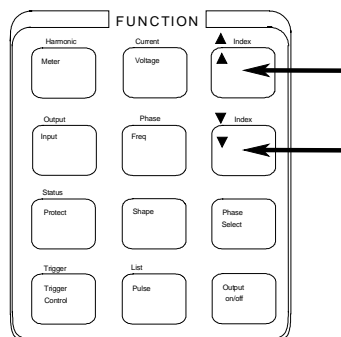 FUNCTION
Harmonic Current ▲ Index
Meter Voltage ▲
Output Phase ▼ Index
Input Freq ▼
Status
Protect Shape Phase
Select
Trigger List
Trigger Pulse Output
Control on/off